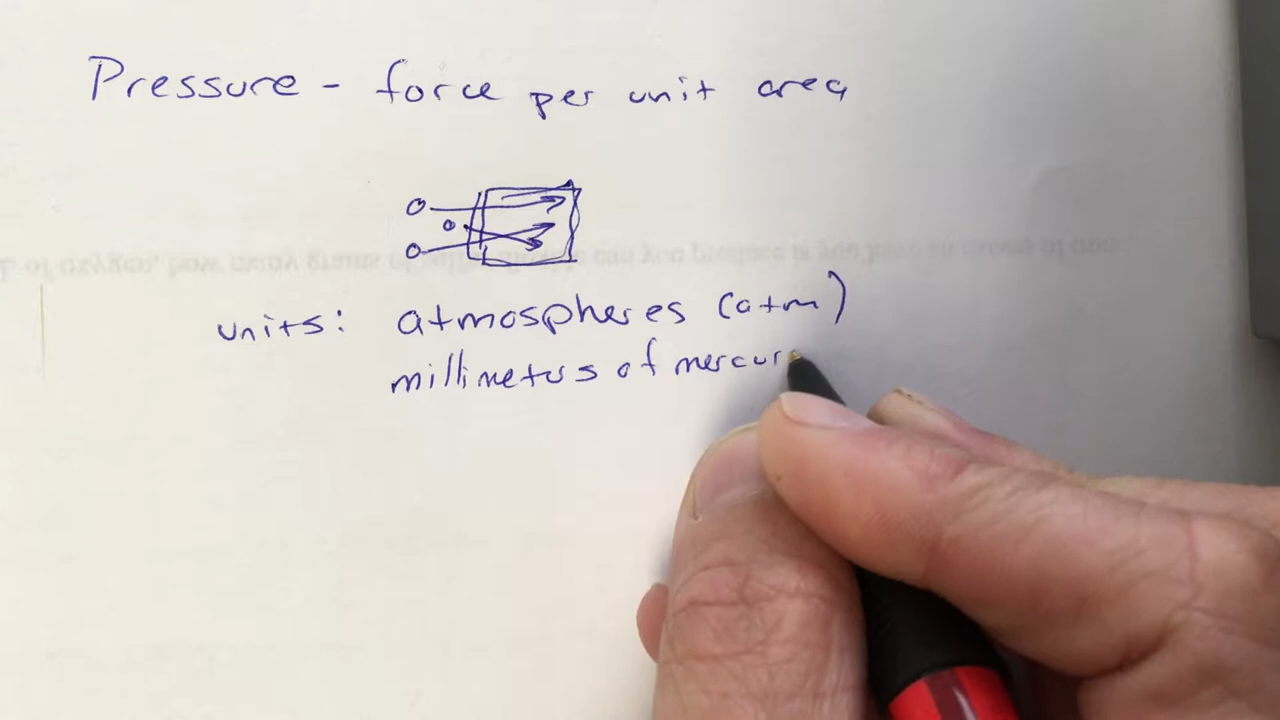 Pressure - force per unit area
units: atmospheres (atm)
millimeters of mercur